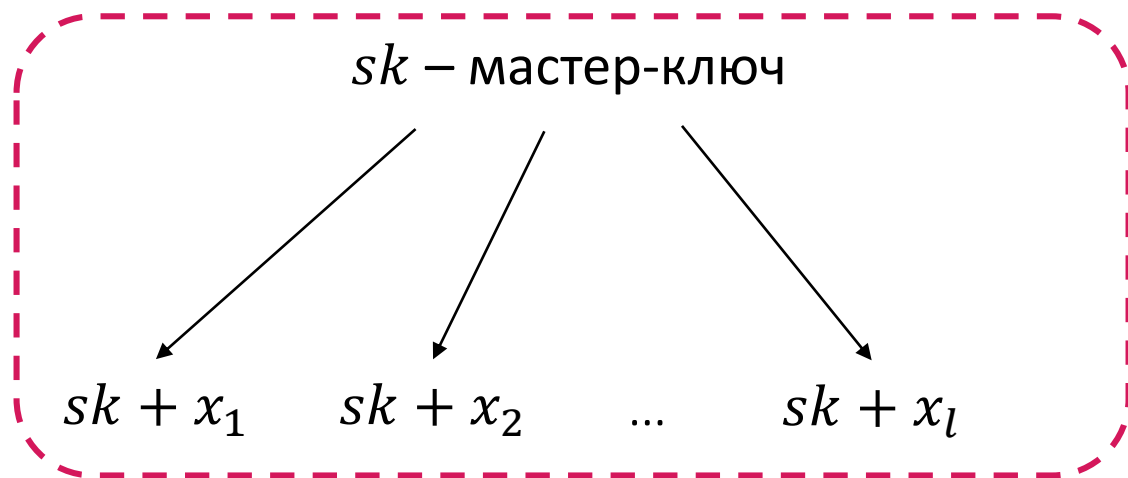 sk – мастер-ключ
sk + x₁ sk + x₂ ... sk + xₗ